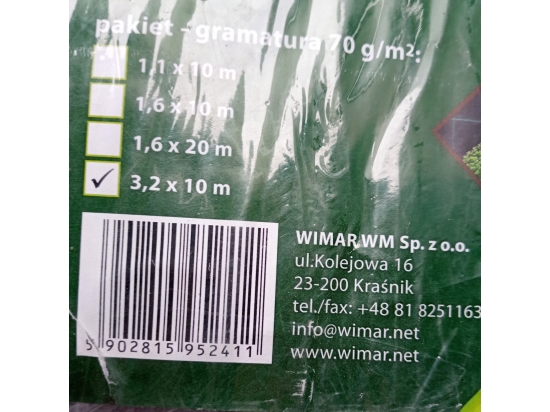 pakiet - gramatura 70 g/m²:
1,1 x 10 m
1,6 x 10 m
1,6 x 20 m
3,2 x 10 m
WIMAR WM Sp. z o.o.
ul.Kolejowa 16
23-200 Kraśnik
tel./fax: +48 81 8251163
info@wimar.net
www.wimar.net
5 902815 952411